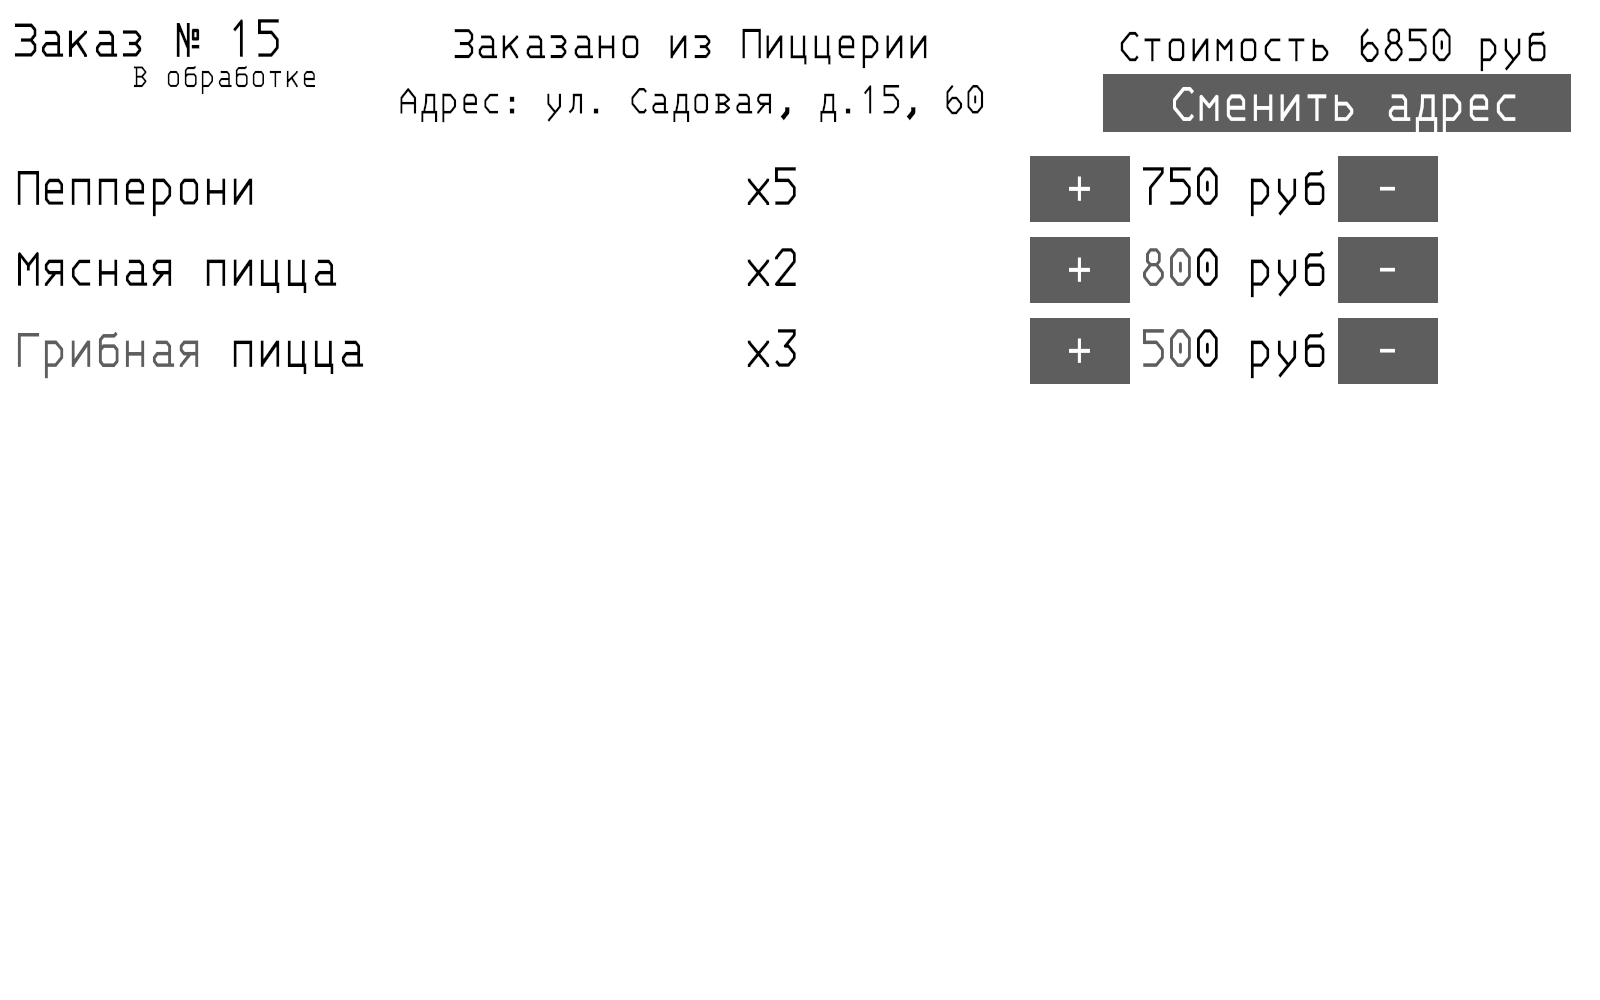 Заказ № 15
В обработке
Заказано из Пиццерии
Адрес: ул. Садовая, д.15, 60
Стоимость 6850 руб
Сменить адрес
Пепперони x5 + 750 руб -
Мясная пицца x2 + 800 руб -
Грибная пицца x3 + 500 руб -